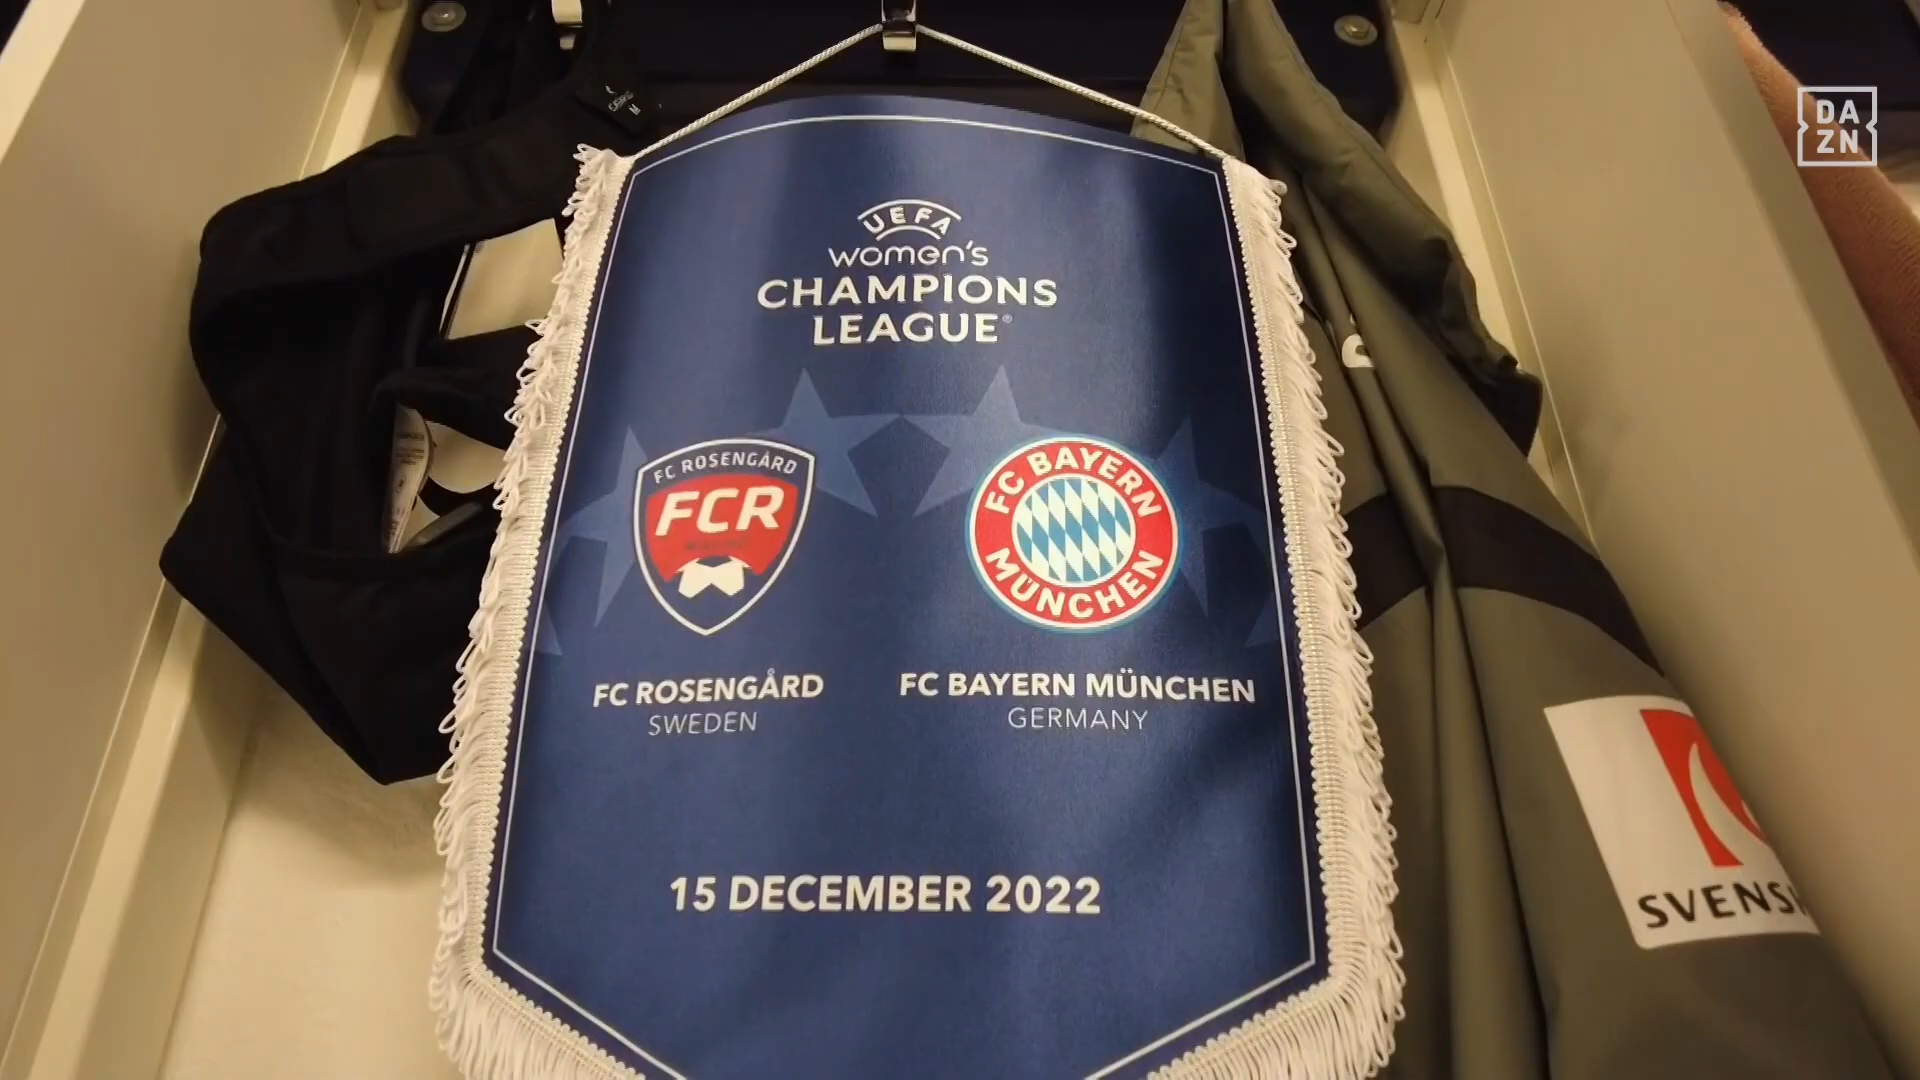 DA
ZN
UEFA
women's
CHAMPIONS
LEAGUE®
FC ROSENGÅRD
FCR
FC BAYERN
MÜNCHEN
FC ROSENGÅRD
SWEDEN
FC BAYERN MÜNCHEN
GERMANY
15 DECEMBER 2022
SVENSK